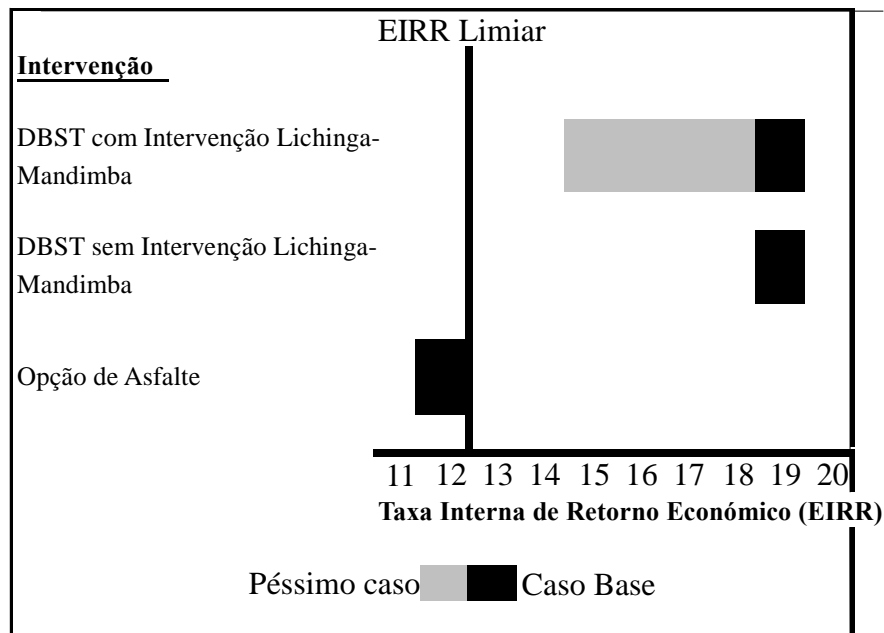 EIRR Limiar
Intervenção
DBST com Intervenção Lichinga-
Mandimba
DBST sem Intervenção Lichinga-
Mandimba
Opção de Asfalte
11 12 13 14 15 16 17 18 19 20
Taxa Interna de Retorno Económico (EIRR)
Péssimo caso Caso Base